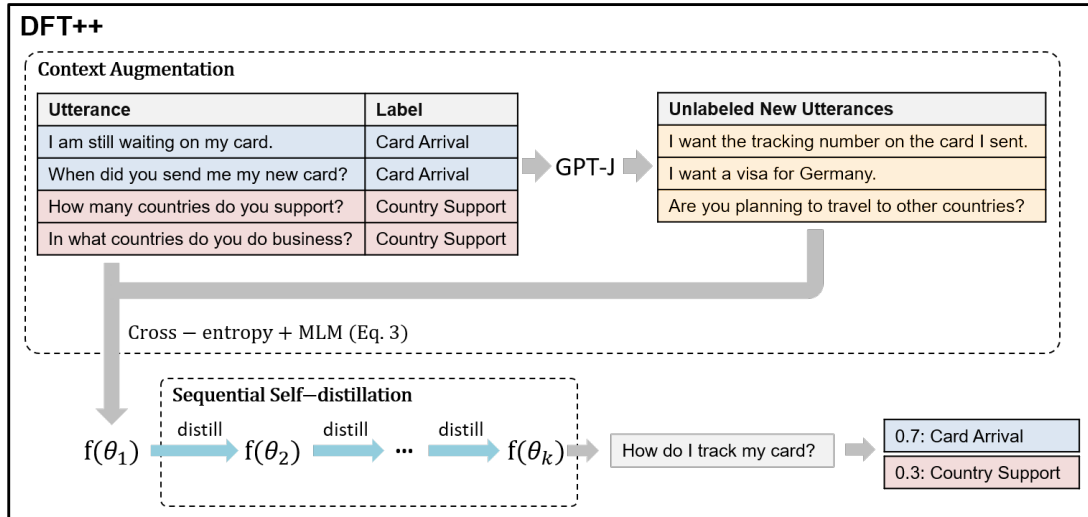 DFT++
Context Augmentation
Utterance Label
I am still waiting on my card. Card Arrival
When did you send me my new card? Card Arrival
How many countries do you support? Country Support
In what countries do you do business? Country Support
GPT-J
Unlabeled New Utterances
I want the tracking number on the card I sent.
I want a visa for Germany.
Are you planning to travel to other countries?
Cross − entropy + MLM (Eq. 3)
Sequential Self−distillation
f(θ₁) distill f(θ₂) distill ... distill f(θₖ)
How do I track my card?
0.7: Card Arrival
0.3: Country Support